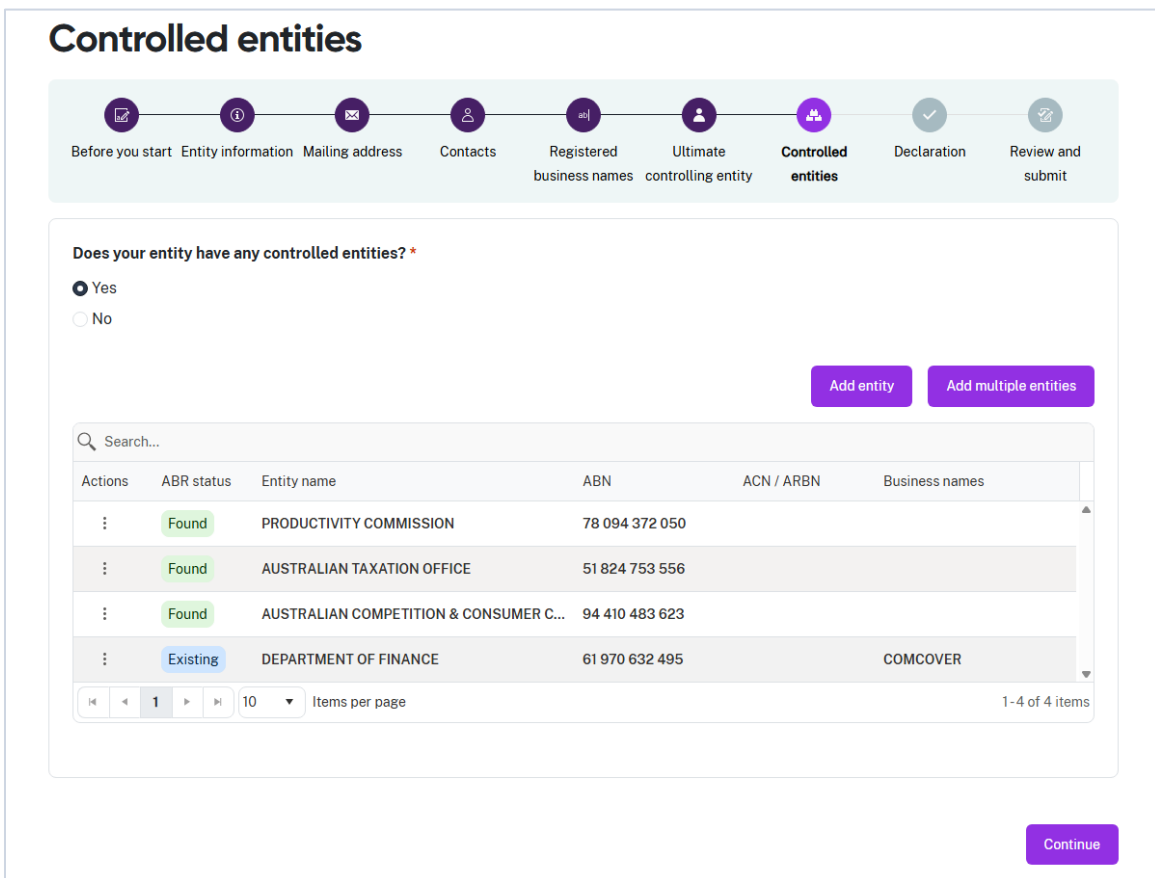 Controlled entities
Before you start Entity information Mailing address Contacts Registered business names Ultimate controlling entity Controlled entities Declaration Review and submit
Does your entity have any controlled entities? *
Yes
No
Add entity Add multiple entities
Search...
Actions ABR status Entity name ABN ACN / ARBN Business names
Found PRODUCTIVITY COMMISSION 78 094 372 050
Found AUSTRALIAN TAXATION OFFICE 51 824 753 556
Found AUSTRALIAN COMPETITION & CONSUMER C... 94 410 483 623
Existing DEPARTMENT OF FINANCE 61 970 632 495 COMCOVER
1 10 Items per page 1-4 of 4 items
Continue